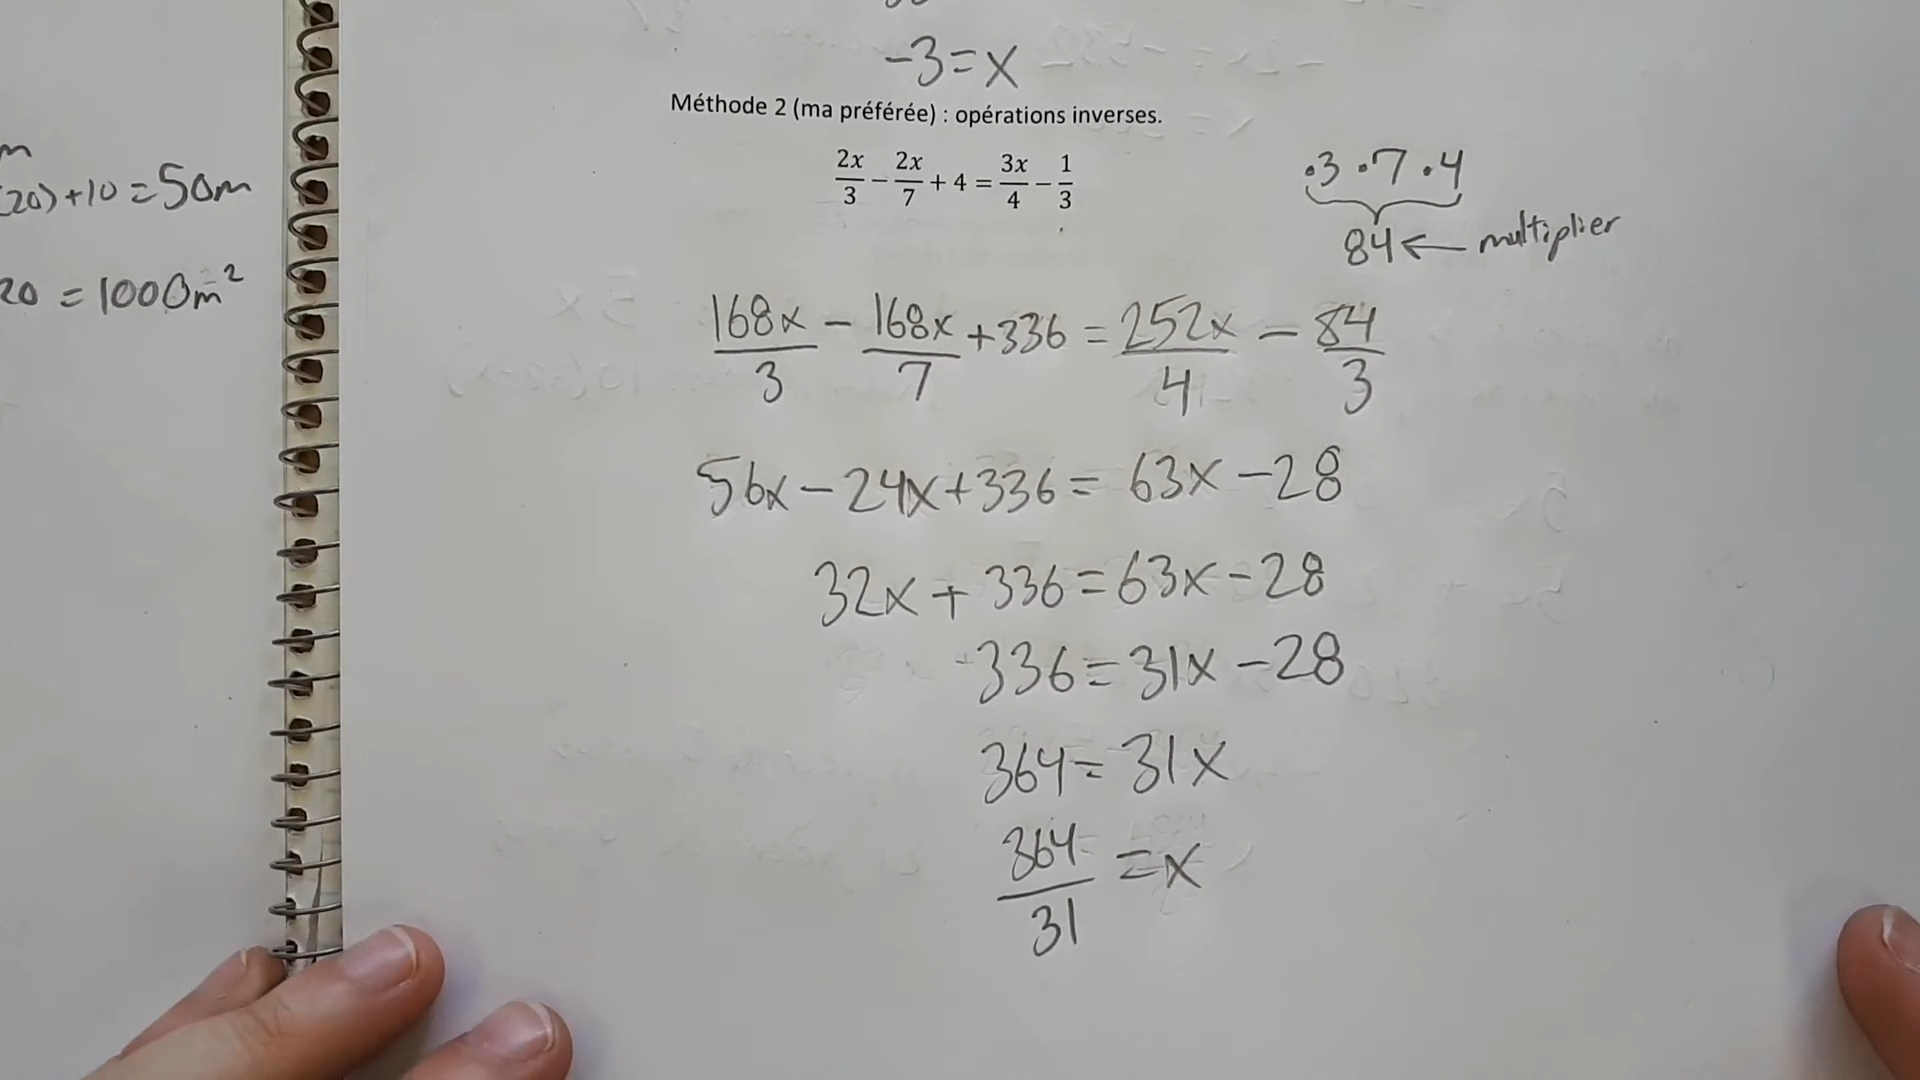 m
(20)+10=50m
20 = 1000m²
-3=x
Méthode 2 (ma préférée) : opérations inverses.
2x/3 − 2x/7 + 4 = 3x/4 − 1/3
·3 ·7 ·4
84 ← multiplier
168x/3 − 168x/7 +336 = 252x/4 − 84/3
56x−24x+336= 63x−28
32x + 336=63x−28
336=31x−28
364=31x
364/31 =x